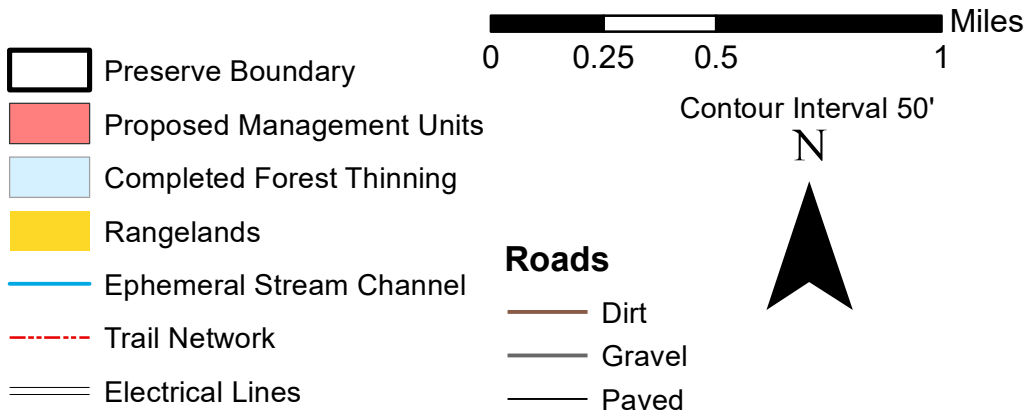 Preserve Boundary
Proposed Management Units
Completed Forest Thinning
Rangelands
Ephemeral Stream Channel
Trail Network
Electrical Lines
Miles
0 0.25 0.5 1
Contour Interval 50'
N
Roads
Dirt
Gravel
Paved